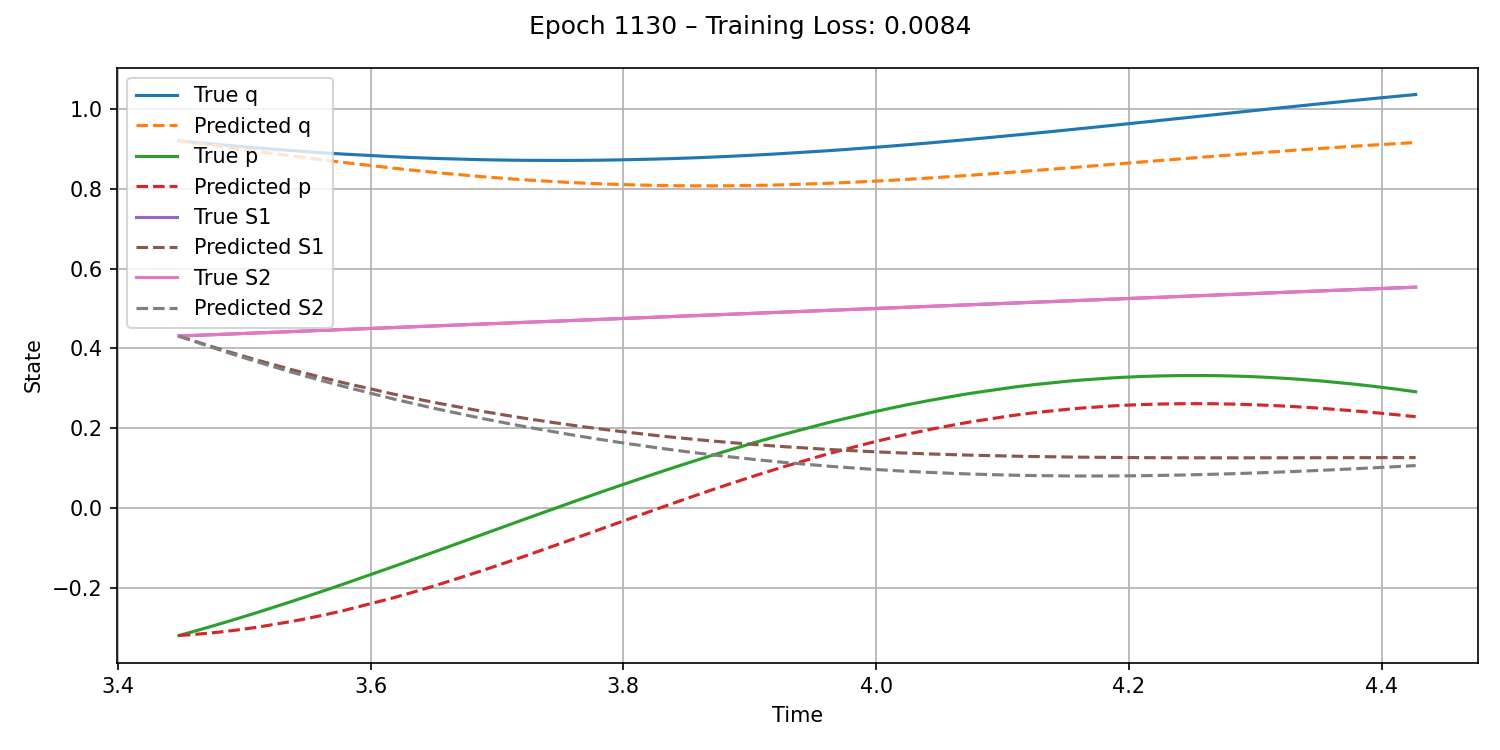 Epoch 1130 – Training Loss: 0.0084
True q
Predicted q
True p
Predicted p
True S1
Predicted S1
True S2
Predicted S2
State
1.0
0.8
0.6
0.4
0.2
0.0
−0.2
3.4 3.6 3.8 4.0 4.2 4.4
Time